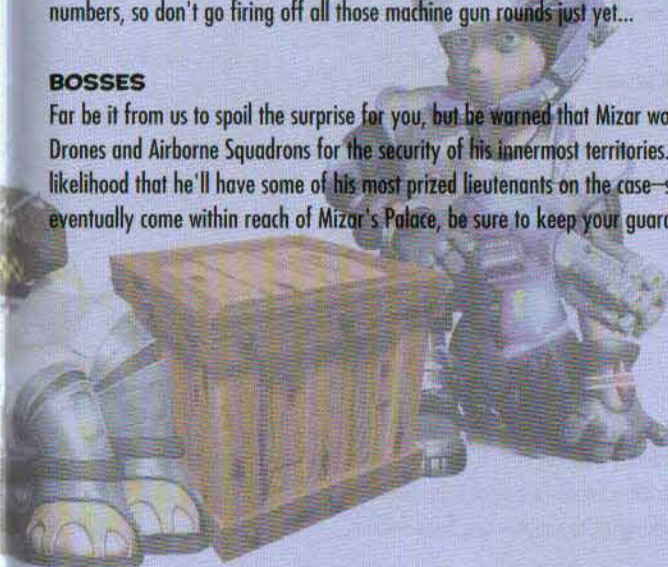 numbers, so don't go firing off all those machine gun rounds just yet...
BOSSES
Far be it from us to spoil the surprise for you, but be warned that Mizar wo
Drones and Airborne Squadrons for the security of his innermost territories.
likelihood that he'll have some of his most prized lieutenants on the case—
eventually come within reach of Mizar's Palace, be sure to keep your guard